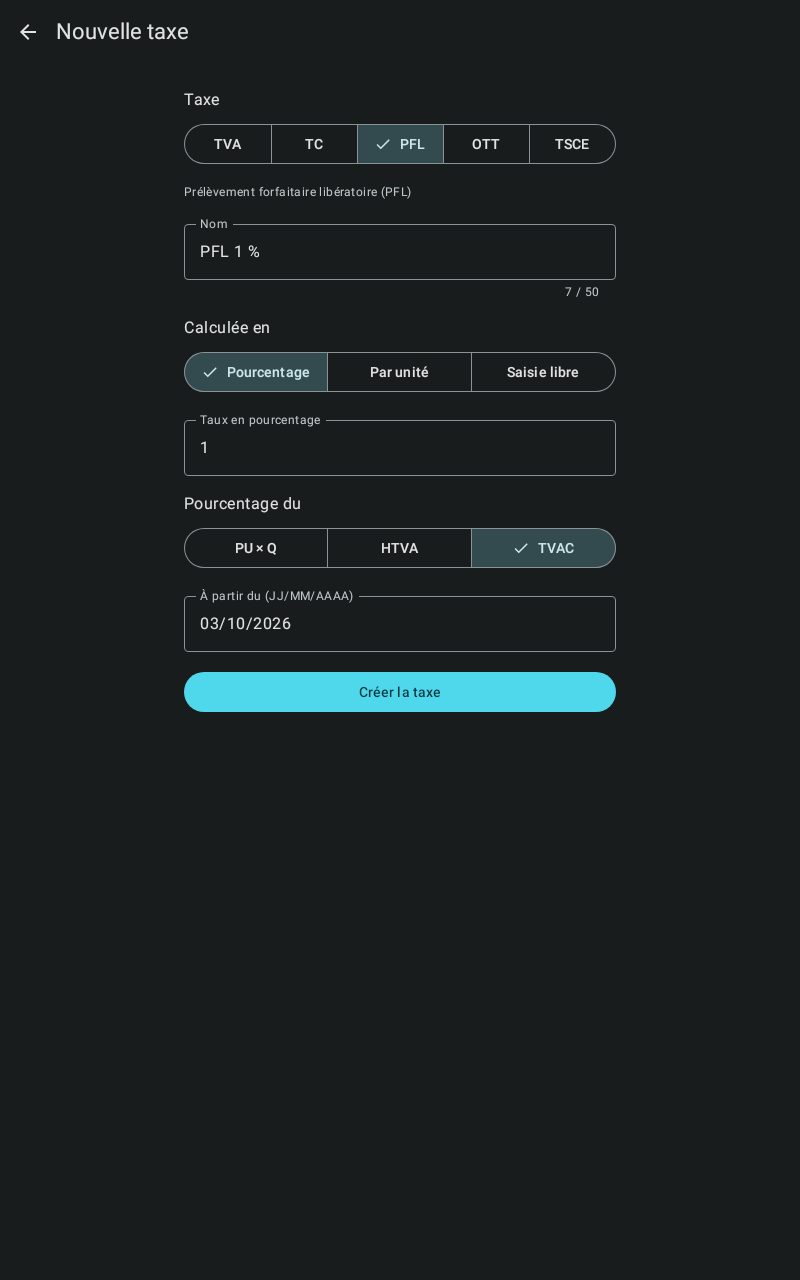 Nouvelle taxe
Taxe
TVA TC PFL OTT TSCE
Prélèvement forfaitaire libératoire (PFL)
Nom
PFL 1 %
7 / 50
Calculée en
Pourcentage Par unité Saisie libre
Taux en pourcentage
1
Pourcentage du
PU × Q HTVA TVAC
À partir du (JJ/MM/AAAA)
03/10/2026
Créer la taxe